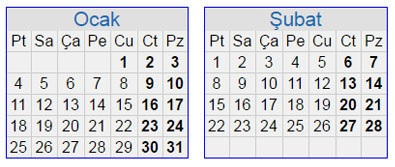 Ocak
Pt Sa Ça Pe Cu Ct Pz
1 2 3
4 5 6 7 8 9 10
11 12 13 14 15 16 17
18 19 20 21 22 23 24
25 26 27 28 29 30 31
Şubat
Pt Sa Ça Pe Cu Ct Pz
1 2 3 4 5 6 7
8 9 10 11 12 13 14
15 16 17 18 19 20 21
22 23 24 25 26 27 28